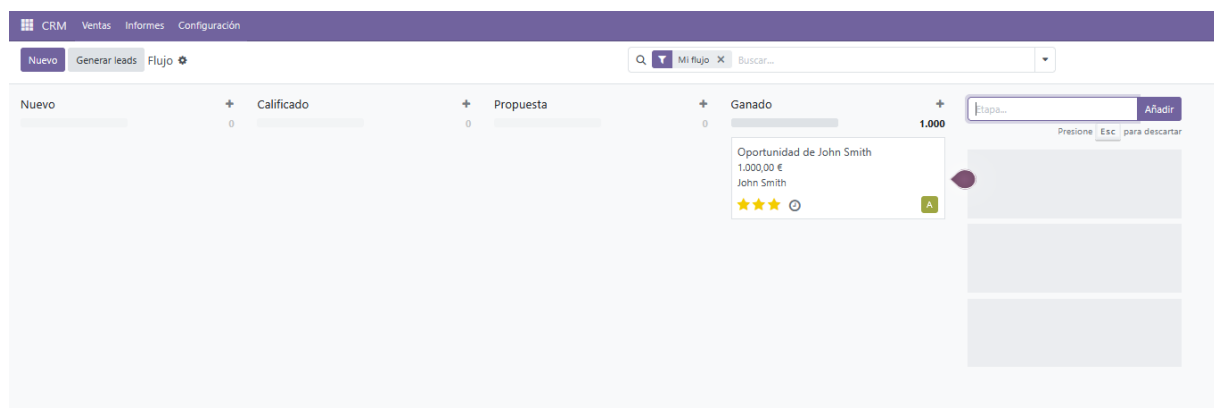 CRM Ventas Informes Configuración
Nuevo Generar leads Flujo Mi flujo Buscar...
Nuevo Calificado Propuesta Ganado Etapa... Añadir
0 0 0 1.000
Presione Esc para descartar
Oportunidad de John Smith
1.000,00 €
John Smith
A